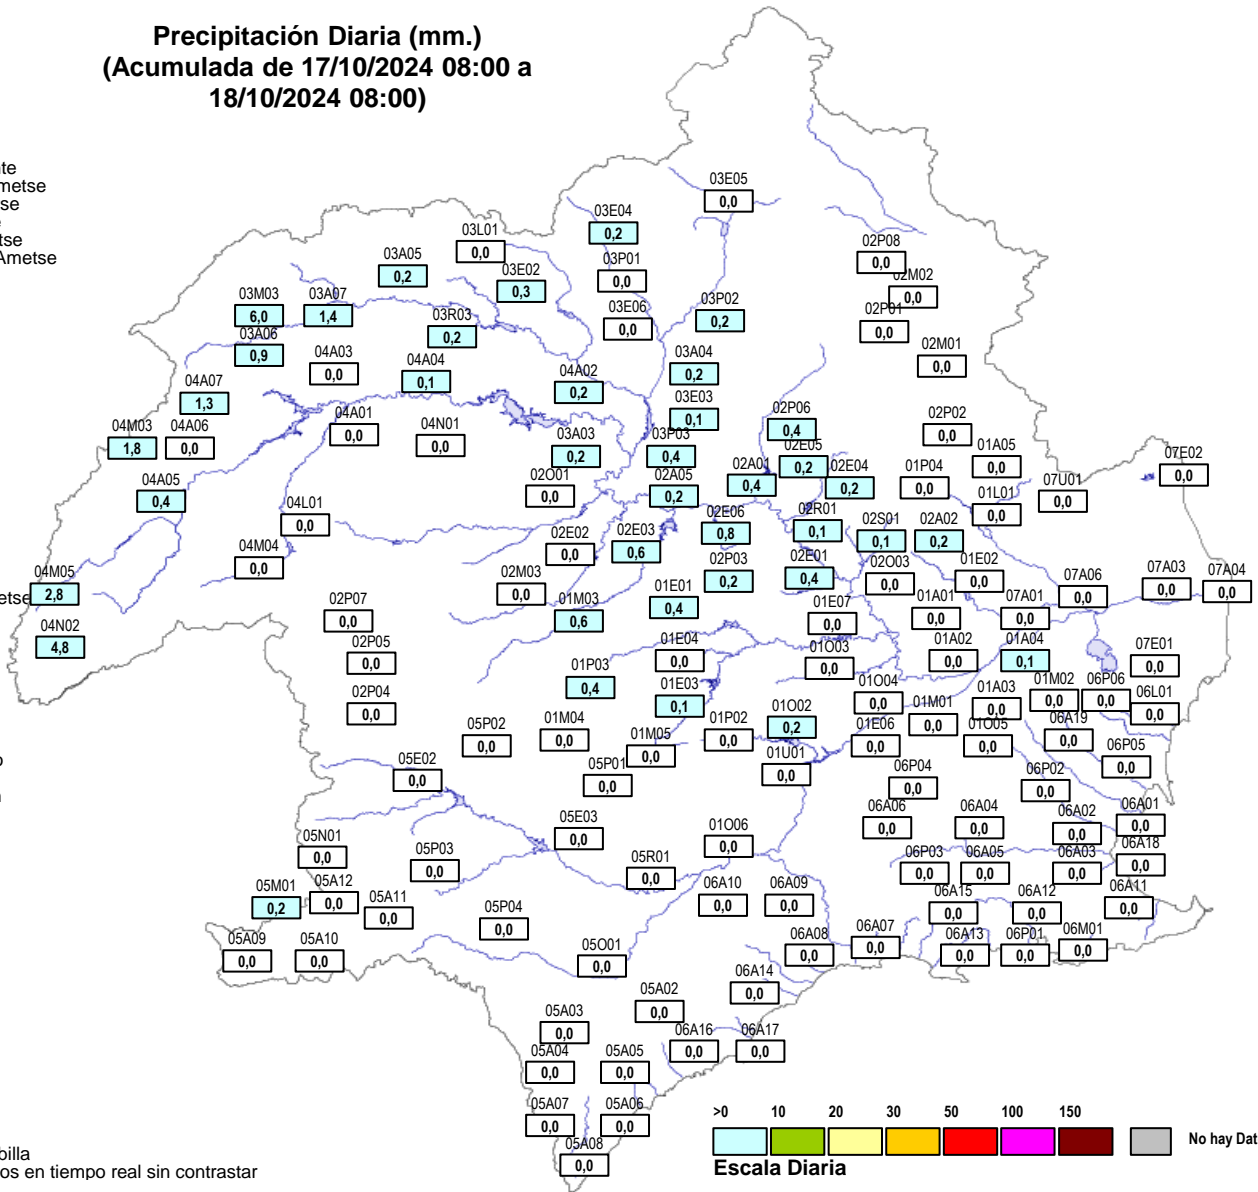 Precipitación Diaria (mm.)
(Acumulada de 17/10/2024 08:00 a
18/10/2024 08:00)
03E05
0,0
03E04
0,2
03L01
0,0
03A05
0,2
03E02
0,3
03P01
0,0
02P08
0,0
02M02
0,0
03M03
6,0
03A07
1,4
03R03
0,2
03E06
0,0
03P02
0,2
02P01
0,0
03A06
0,9
04A03
0,0
04A04
0,1
04A02
0,2
03A04
0,2
02M01
0,0
04A07
1,3
03E03
0,1
04M03
1,8
04A06
0,0
04A01
0,0
04N01
0,0
02P06
0,4
02P02
0,0
03A03
0,2
03P03
0,4
02E05
0,2
01A05
0,0
07E02
0,0
04A05
0,4
02O01
0,0
02A05
0,2
02A01
0,4
02E04
0,2
01P04
0,0
07U01
0,0
04L01
0,0
01L01
0,0
02E06
0,8
02R01
0,1
02S01
0,1
02A02
0,2
04M04
0,0
02E02
0,0
02E03
0,6
04M05
2,8
02M03
0,0
02P03
0,2
02E01
0,4
02O03
0,0
01E02
0,0
07A06
0,0
07A03
0,0
07A04
0,0
02P07
0,0
01M03
0,6
01E01
0,4
01E07
0,0
01A01
0,0
07A01
0,0
04N02
4,8
02P05
0,0
01E04
0,0
01O03
0,0
01A02
0,0
01A04
0,1
07E01
0,0
02P04
0,0
01P03
0,4
01E03
0,1
01O04
0,0
01A03
0,0
01M02
0,0
06P06
0,0
06L01
0,0
05P02
0,0
01M04
0,0
01M05
0,0
01P02
0,0
01O02
0,2
01M01
0,0
01E06
0,0
01O05
0,0
06A19
0,0
06P05
0,0
05E02
0,0
05P01
0,0
01U01
0,0
06P04
0,0
06P02
0,0
05E03
0,0
01O06
0,0
06A06
0,0
06A04
0,0
06A02
0,0
06A01
0,0
05N01
0,0
05P03
0,0
05R01
0,0
06P03
0,0
06A05
0,0
06A03
0,0
06A18
0,0
05M01
0,2
05A12
0,0
05A11
0,0
05P04
0,0
06A10
0,0
06A09
0,0
06A15
0,0
06A12
0,0
06A11
0,0
05A09
0,0
05A10
0,0
05O01
0,0
06A08
0,0
06A07
0,0
06A13
0,0
06P01
0,0
06M01
0,0
05A02
0,0
06A14
0,0
05A03
0,0
06A16
0,0
06A17
0,0
05A04
0,0
05A05
0,0
05A07
0,0
05A06
0,0
05A08
0,0
>0 10 20 30 50 100 150
No hay Dat
Escala Diaria
os en tiempo real sin contrastar